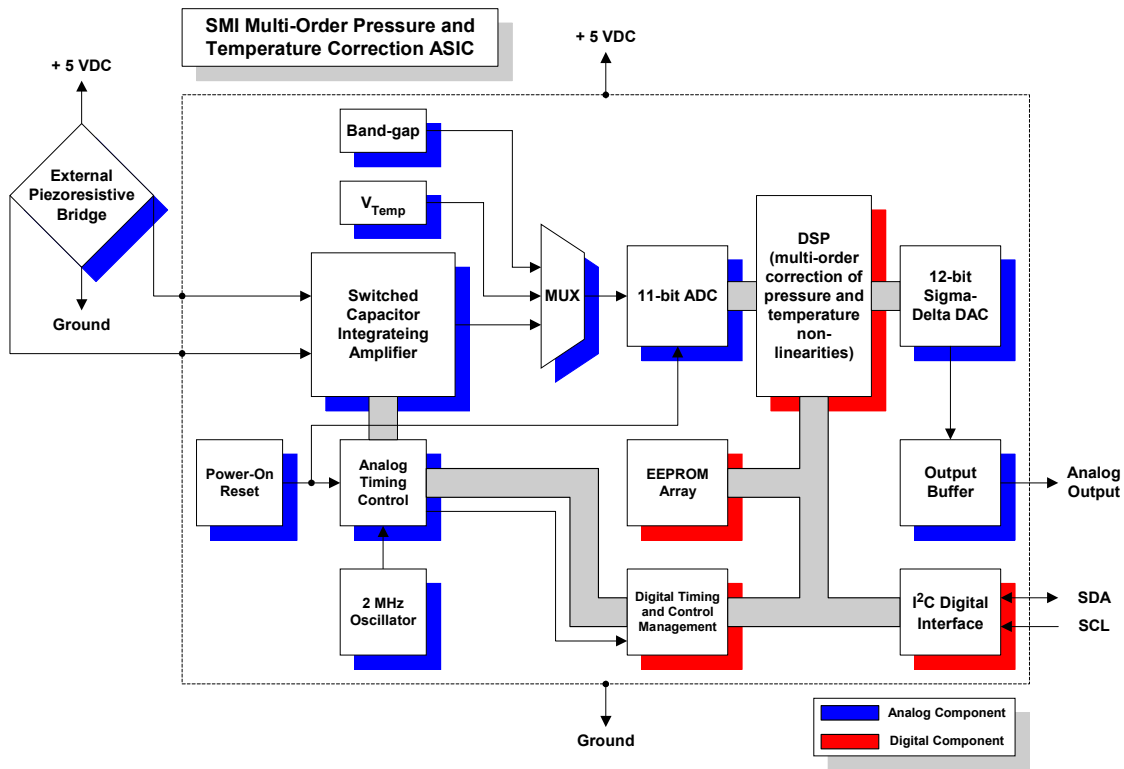 SMI Multi-Order Pressure and
Temperature Correction ASIC
+ 5 VDC
+ 5 VDC
External
Piezoresistive
Bridge
Ground
Band-gap
V_Temp
Switched
Capacitor
Integrateing
Amplifier
MUX
11-bit ADC
DSP
(multi-order
correction of
pressure and
temperature
non-
linearities)
12-bit
Sigma-
Delta DAC
Power-On
Reset
Analog
Timing
Control
EEPROM
Array
Output
Buffer
Analog
Output
2 MHz
Oscillator
Digital Timing
and Control
Management
I²C Digital
Interface
SDA
SCL
Ground
Analog Component
Digital Component